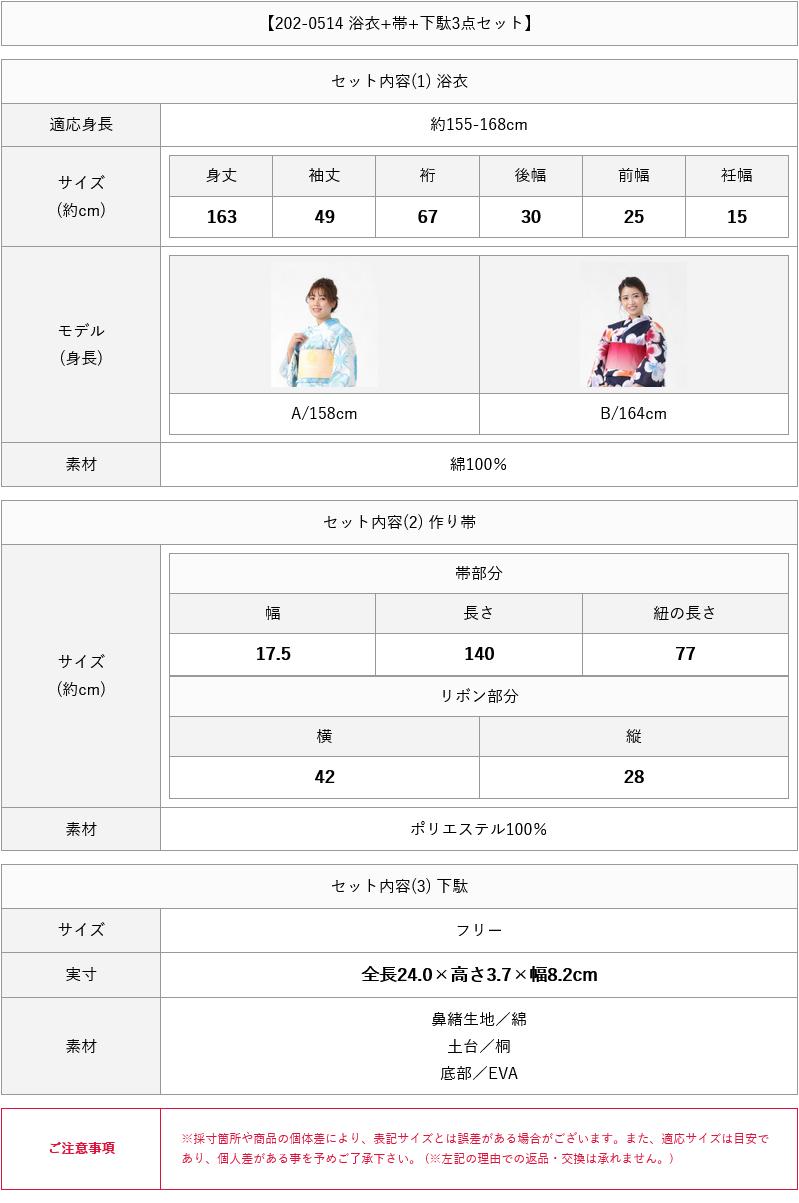 【202-0514 浴衣+帯+下駄3点セット】
セット内容(1) 浴衣
適応身長
約155-168cm
サイズ
(約cm)
身丈 袖丈 裄 後幅 前幅 衽幅
163 49 67 30 25 15
モデル
(身長)
A/158cm B/164cm
素材
綿100%
セット内容(2) 作り帯
サイズ
(約cm)
帯部分
幅 長さ 紐の長さ
17.5 140 77
リボン部分
横 縦
42 28
素材
ポリエステル100%
セット内容(3) 下駄
サイズ
フリー
実寸
全長24.0×高さ3.7×幅8.2cm
素材
鼻緒生地／綿
土台／桐
底部／EVA
ご注意事項
※採寸箇所や商品の個体差により、表記サイズとは誤差がある場合がございます。また、適応サイズは目安で
あり、個人差がある事を予めご了承下さい。(※左記の理由での返品・交換は承れません。)